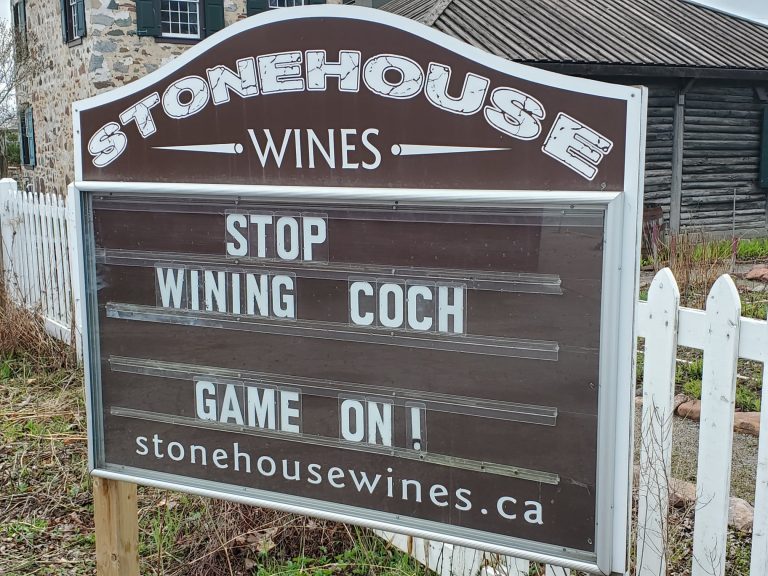 STONEHOUSE
WINES
STOP
WINING COCH
GAME ON!
stonehousewines.ca